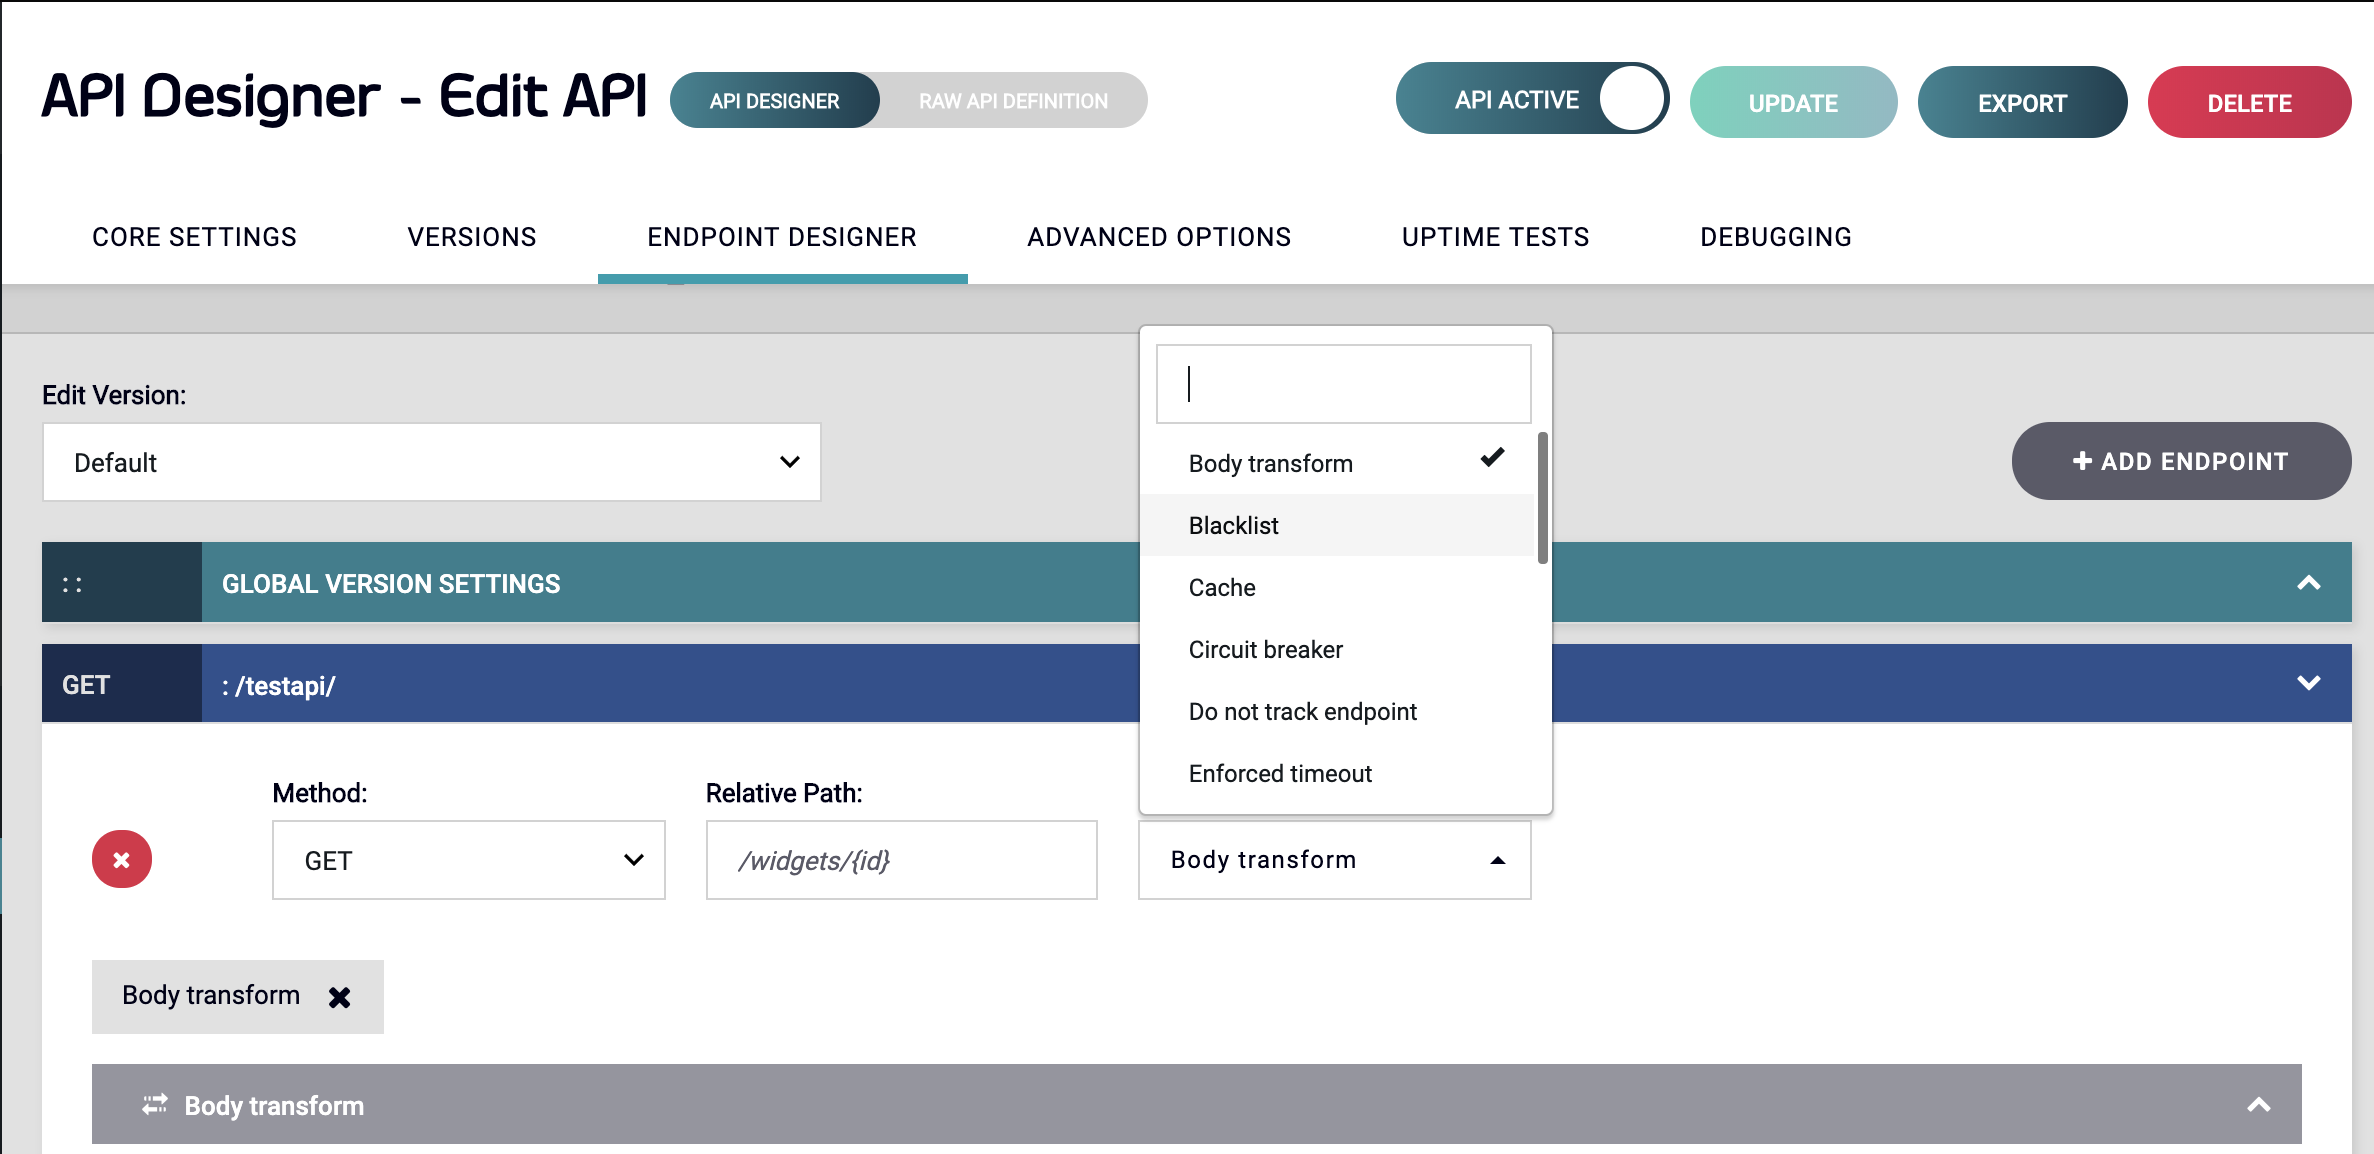 API Designer - Edit API
API DESIGNER
RAW API DEFINITION
API ACTIVE
UPDATE
EXPORT
DELETE
CORE SETTINGS
VERSIONS
ENDPOINT DESIGNER
ADVANCED OPTIONS
UPTIME TESTS
DEBUGGING
Edit Version:
Default
+ ADD ENDPOINT
Body transform
Blacklist
Cache
Circuit breaker
Do not track endpoint
Enforced timeout
: :
GLOBAL VERSION SETTINGS
GET
: /testapi/
Method:
Relative Path:
GET
/widgets/{id}
Body transform
Body transform
Body transform